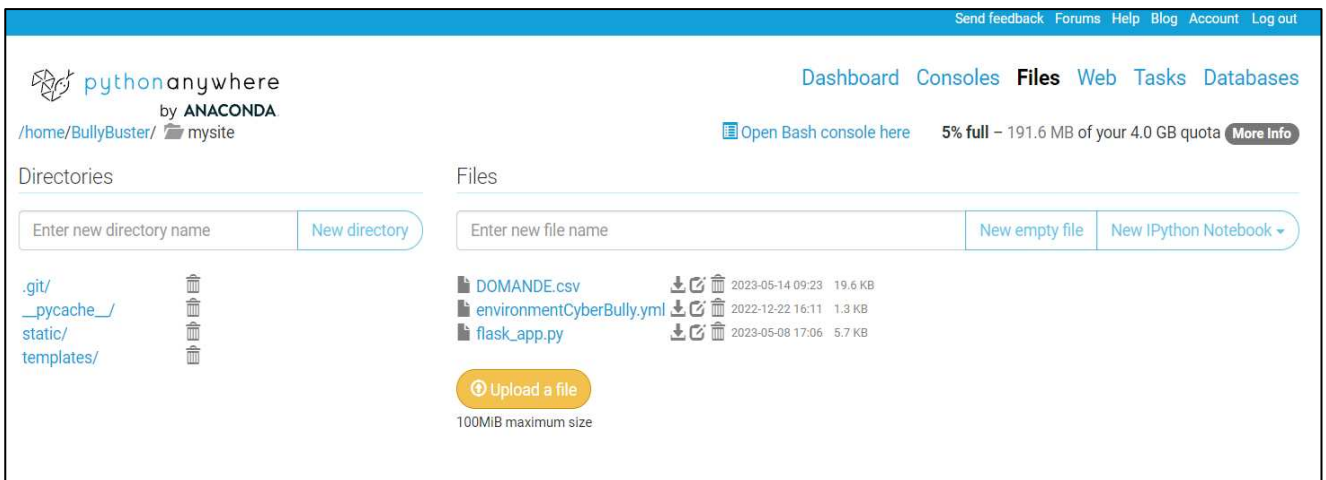 Send feedback Forums Help Blog Account Log out
pythonanywhere
by ANACONDA
Dashboard Consoles Files Web Tasks Databases
/home/BullyBuster/ mysite
Open Bash console here 5% full – 191.6 MB of your 4.0 GB quota More Info
Directories
Enter new directory name New directory
.git/
__pycache__/
static/
templates/
Files
Enter new file name New empty file New IPython Notebook
DOMANDE.csv 2023-05-14 09:23 19.6 KB
environmentCyberBully.yml 2022-12-22 16:11 1.3 KB
flask_app.py 2023-05-08 17:06 5.7 KB
Upload a file
100MiB maximum size